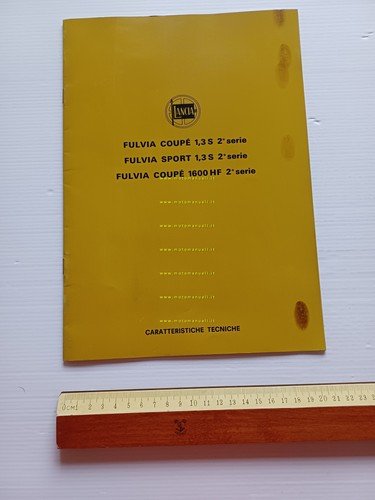 LANCIA
FULVIA COUPÉ 1,3 S 2ª serie
FULVIA SPORT 1,3 S 2ª serie
FULVIA COUPÉ 1600 HF 2ª serie
www.motomanuali.it
www.motomanuali.it
www.motomanuali.it
www.motomanuali.it
www.motomanuali.it
www.motomanuali.it
CARATTERISTICHE TECNICHE
0 CM 1 2 3 4 5 6 7 8 9 10 11 12 13 14 15 16 17 18 19 20 21 22 23